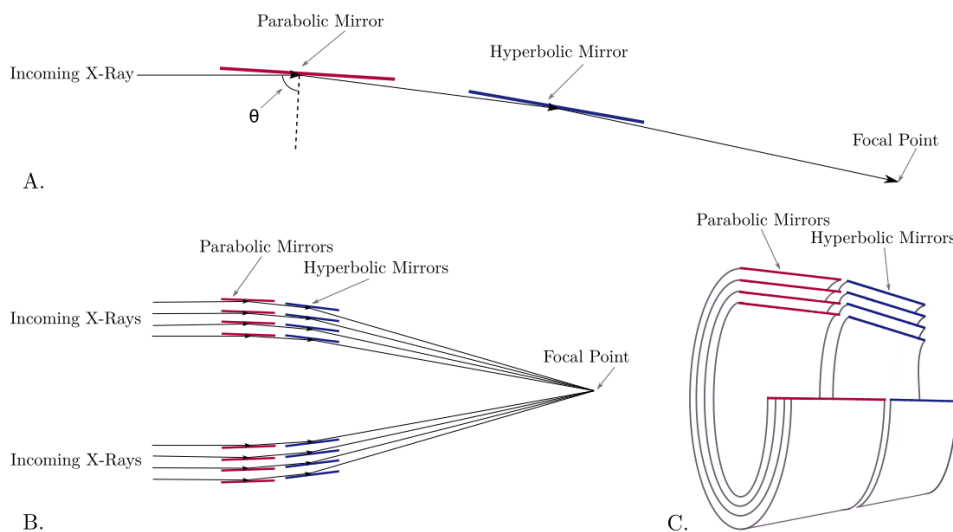 Parabolic Mirror
Hyperbolic Mirror
Incoming X-Ray
θ
Focal Point
A.
Parabolic Mirrors
Hyperbolic Mirrors
Incoming X-Rays
Focal Point
Incoming X-Rays
B.
Parabolic Mirrors
Hyperbolic Mirrors
C.